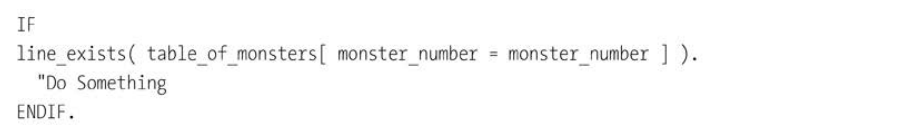 IF
line_exists( table_of_monsters[ monster_number = monster_number ] ).
"Do Something
ENDIF.